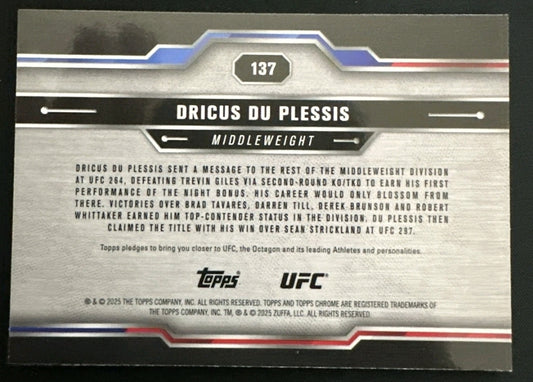 137
DRICUS DU PLESSIS
MIDDLEWEIGHT
DRICUS DU PLESSIS SENT A MESSAGE TO THE REST OF THE MIDDLEWEIGHT DIVISION
AT UFC 264, DEFEATING TREVIN GILES VIA SECOND-ROUND KO/TKO TO EARN HIS FIRST
PERFORMANCE OF THE NIGHT BONUS. HIS CAREER WOULD ONLY BLOSSOM FROM
THERE. VICTORIES OVER BRAD TAVARES, DARREN TILL, DEREK BRUNSON AND ROBERT
WHITTAKER EARNED HIM TOP-CONTENDER STATUS IN THE DIVISION. DU PLESSIS THEN
CLAIMED THE TITLE WITH HIS WIN OVER SEAN STRICKLAND AT UFC 297.
Topps pledges to bring you closer to UFC, the Octagon and its leading Athletes and personalities.
Topps UFC
® & © 2025 THE TOPPS COMPANY, INC. ALL RIGHTS RESERVED. TOPPS AND TOPPS CHROME ARE REGISTERED TRADEMARKS OF
THE TOPPS COMPANY, INC. TM, ® & © 2025 ZUFFA, LLC. ALL RIGHTS RESERVED.